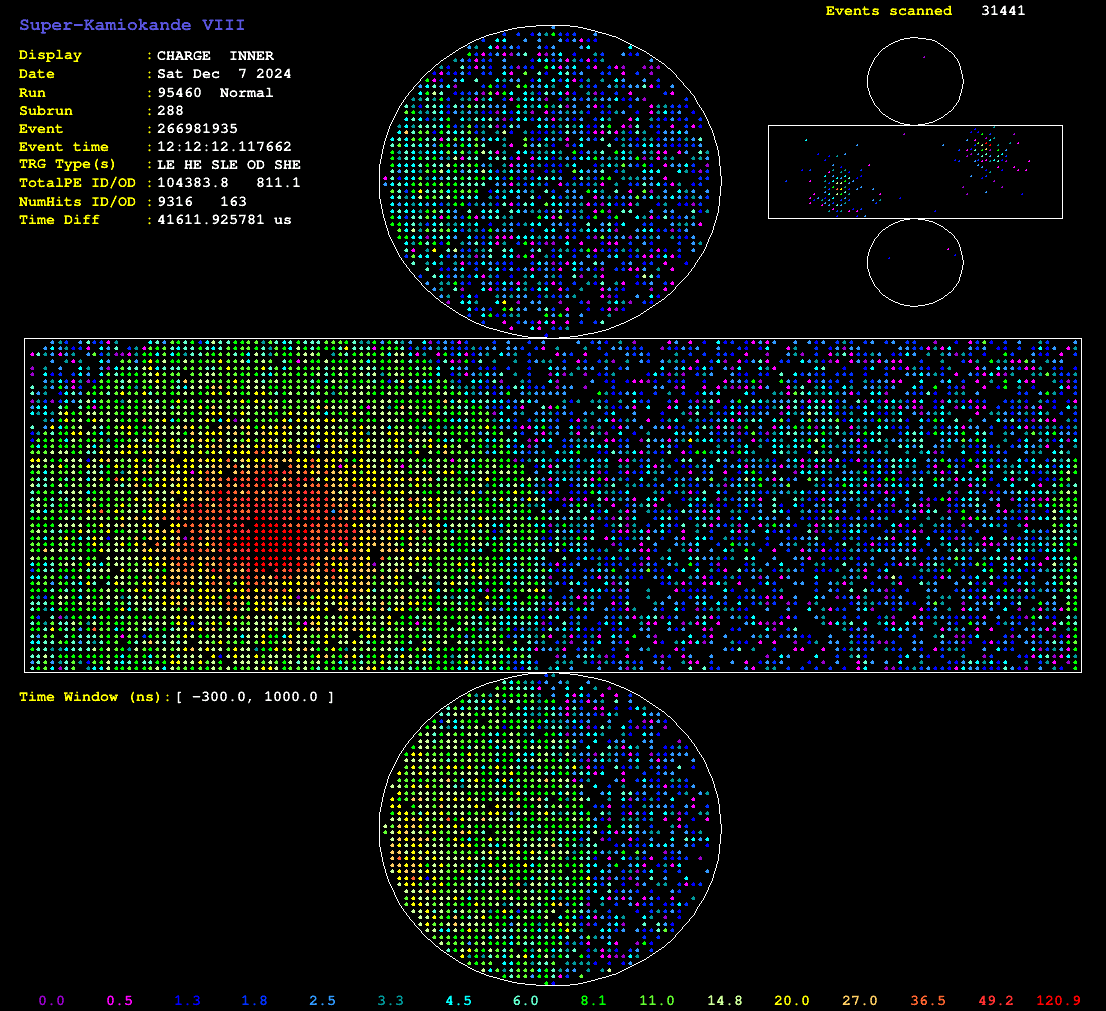 Super-Kamiokande VIII
Events scanned 31441
Display : CHARGE INNER
Date : Sat Dec 7 2024
Run : 95460 Normal
Subrun : 288
Event : 266981935
Event time : 12:12:12.117662
TRG Type(s) : LE HE SLE OD SHE
TotalPE ID/OD : 104383.8 811.1
NumHits ID/OD : 9316 163
Time Diff : 41611.925781 us
Time Window (ns):[ -300.0, 1000.0 ]
0.0 0.5 1.3 1.8 2.5 3.3 4.5 6.0 8.1 11.0 14.8 20.0 27.0 36.5 49.2 120.9